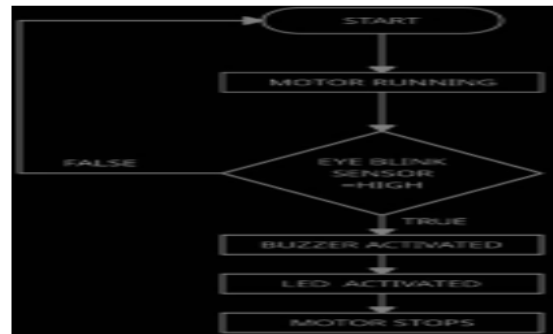 START
MOTOR RUNNING
FALSE
EYE BLINK
SENSOR
=HIGH
TRUE
BUZZER ACTIVATED
LED ACTIVATED
MOTOR STOPS